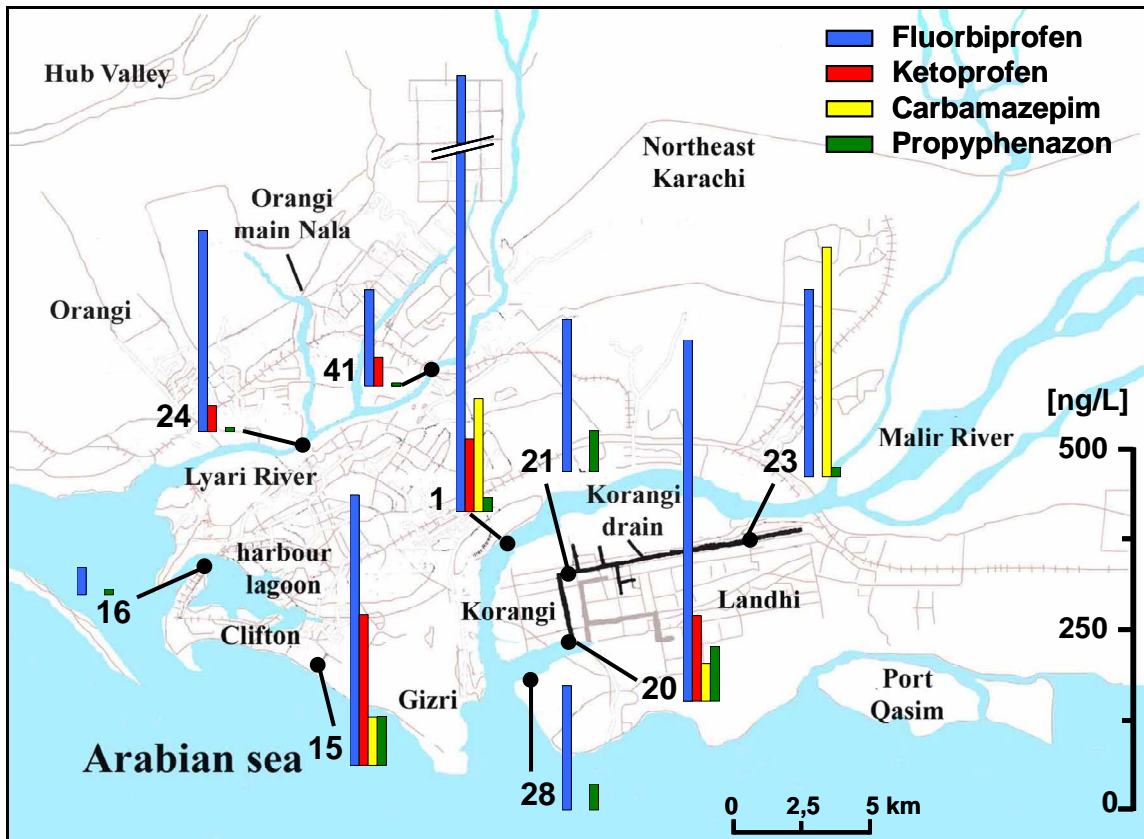 Fluorbiprofen
Ketoprofen
Carbamazepim
Propyphenazon
Hub Valley
Northeast
Karachi
Orangi
main Nala
Orangi
41
24
[ng/L]
Malir River
500
Lyari River
21
23
1
Korangi
drain
harbour
lagoon
16
Korangi
Landhi
Clifton
250
20
Gizri
Port
Qasim
15
Arabian sea
28
0
0 2,5 5 km